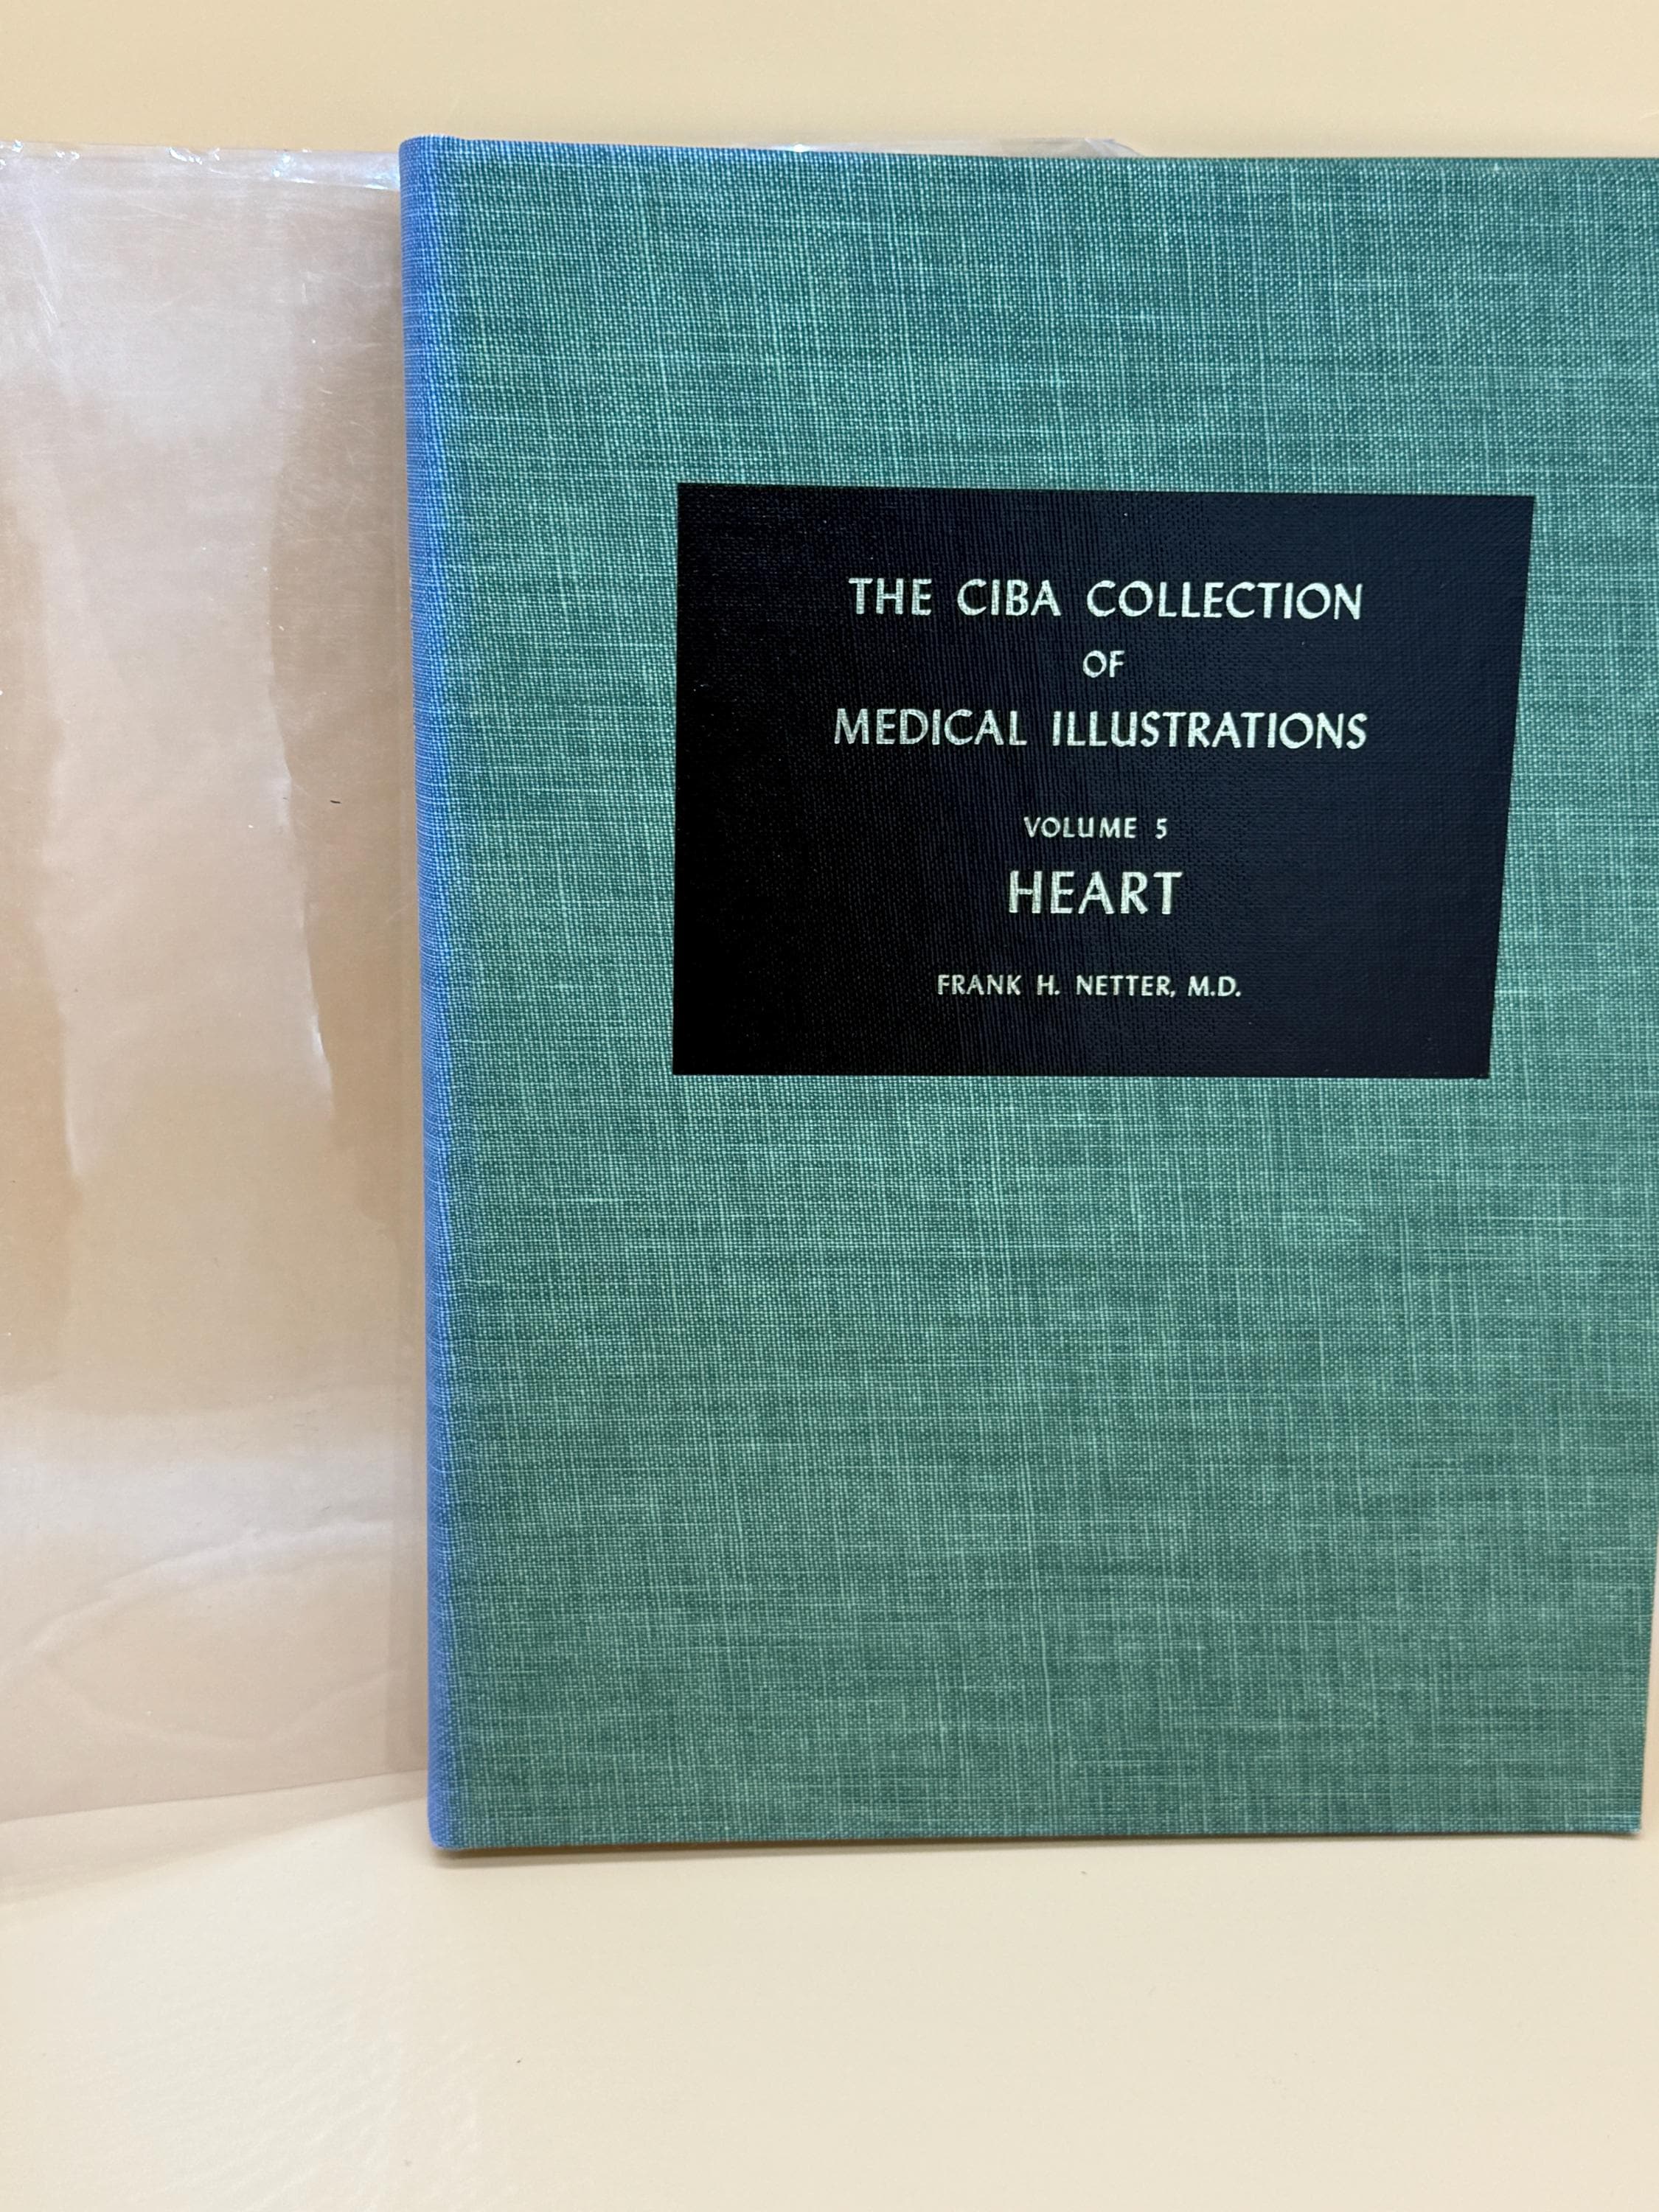 THE CIBA COLLECTION
OF
MEDICAL ILLUSTRATIONS
VOLUME 5
HEART
FRANK H. NETTER, M.D.